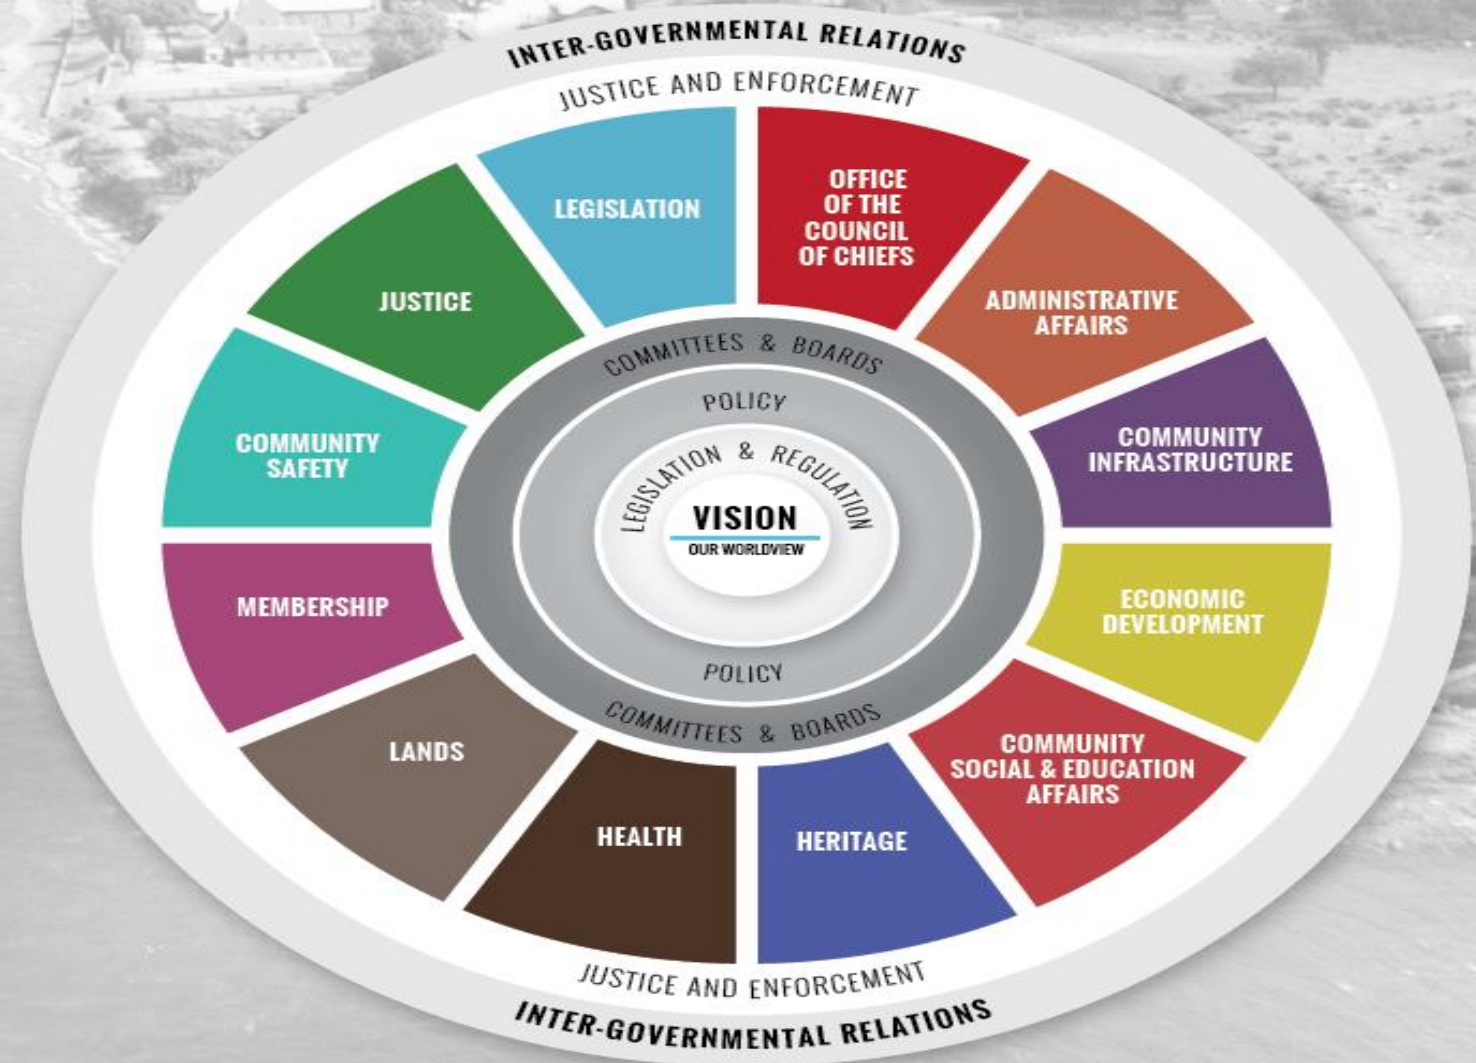 INTER-GOVERNMENTAL RELATIONS
JUSTICE AND ENFORCEMENT
LEGISLATION
OFFICE
OF THE
COUNCIL
OF CHIEFS
ADMINISTRATIVE
AFFAIRS
COMMUNITY
INFRASTRUCTURE
ECONOMIC
DEVELOPMENT
COMMUNITY
SOCIAL & EDUCATION
AFFAIRS
HERITAGE
HEALTH
LANDS
MEMBERSHIP
COMMUNITY
SAFETY
JUSTICE
COMMITTEES & BOARDS
POLICY
LEGISLATION & REGULATION
VISION
OUR WORLDVIEW
POLICY
COMMITTEES & BOARDS
JUSTICE AND ENFORCEMENT
INTER-GOVERNMENTAL RELATIONS